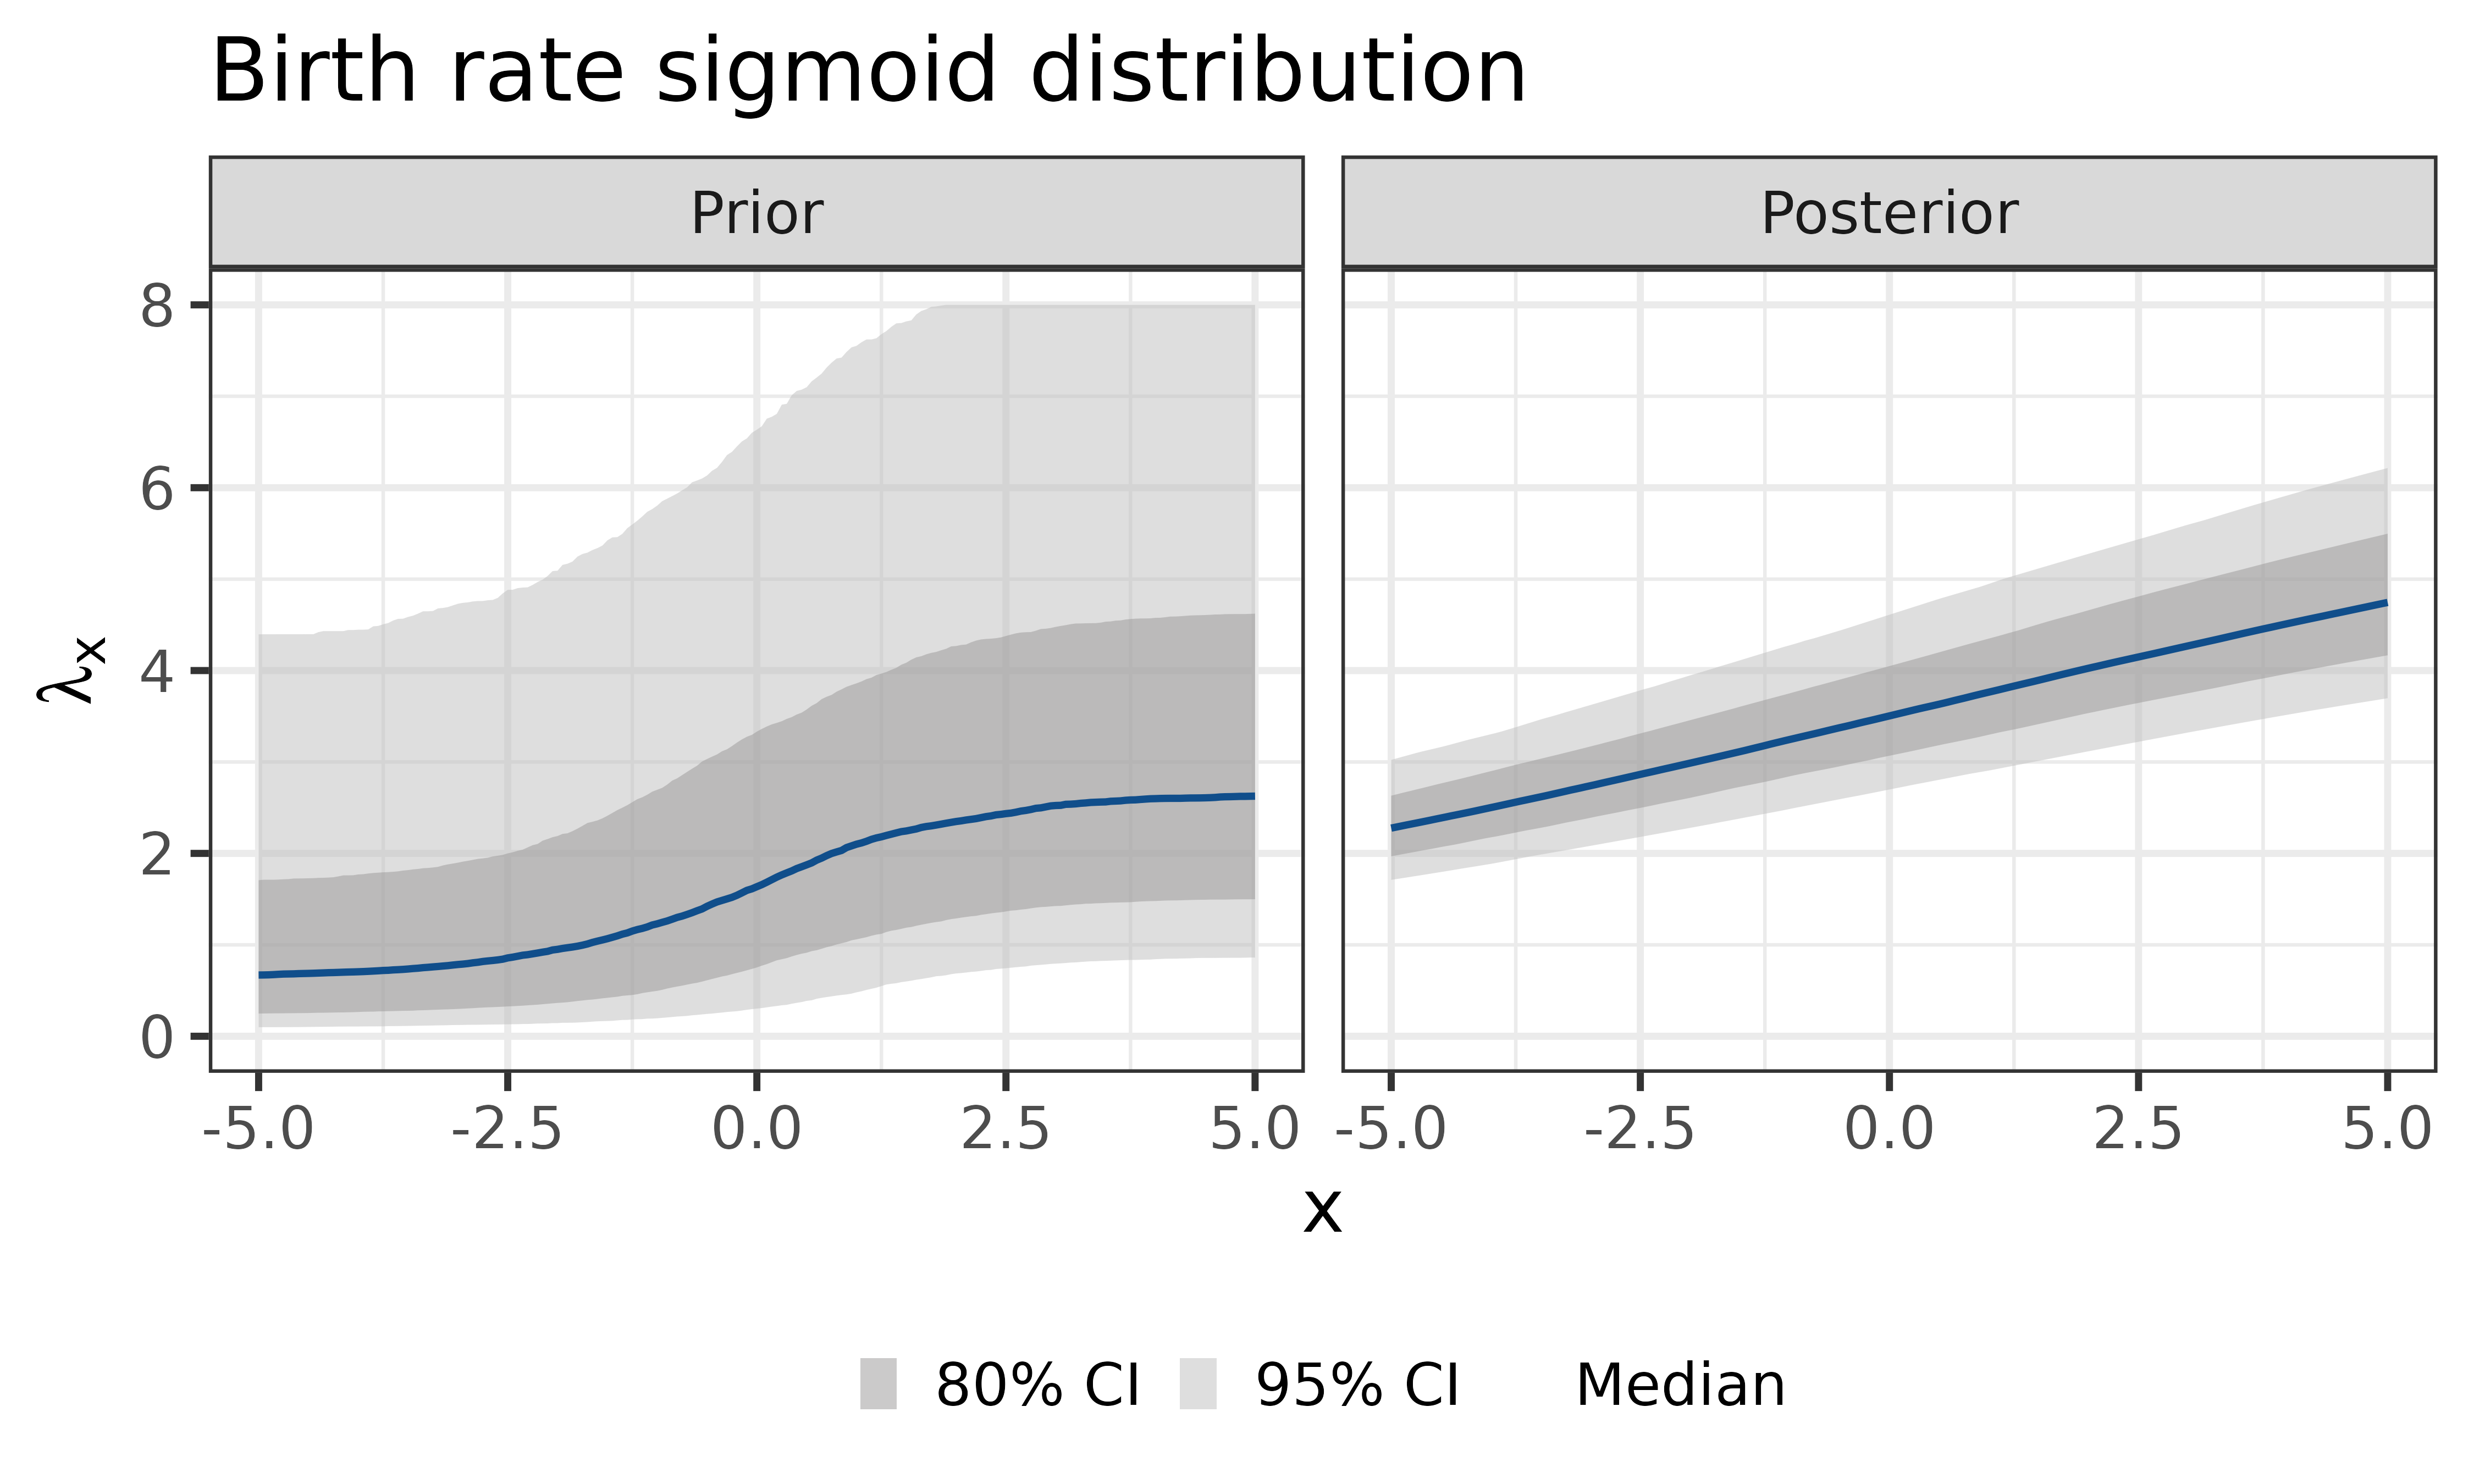 Birth rate sigmoid distribution
Prior Posterior
8
6
4
2
0
λx
-5.0 -2.5 0.0 2.5 5.0 -5.0 -2.5 0.0 2.5 5.0
x
80% CI 95% CI Median